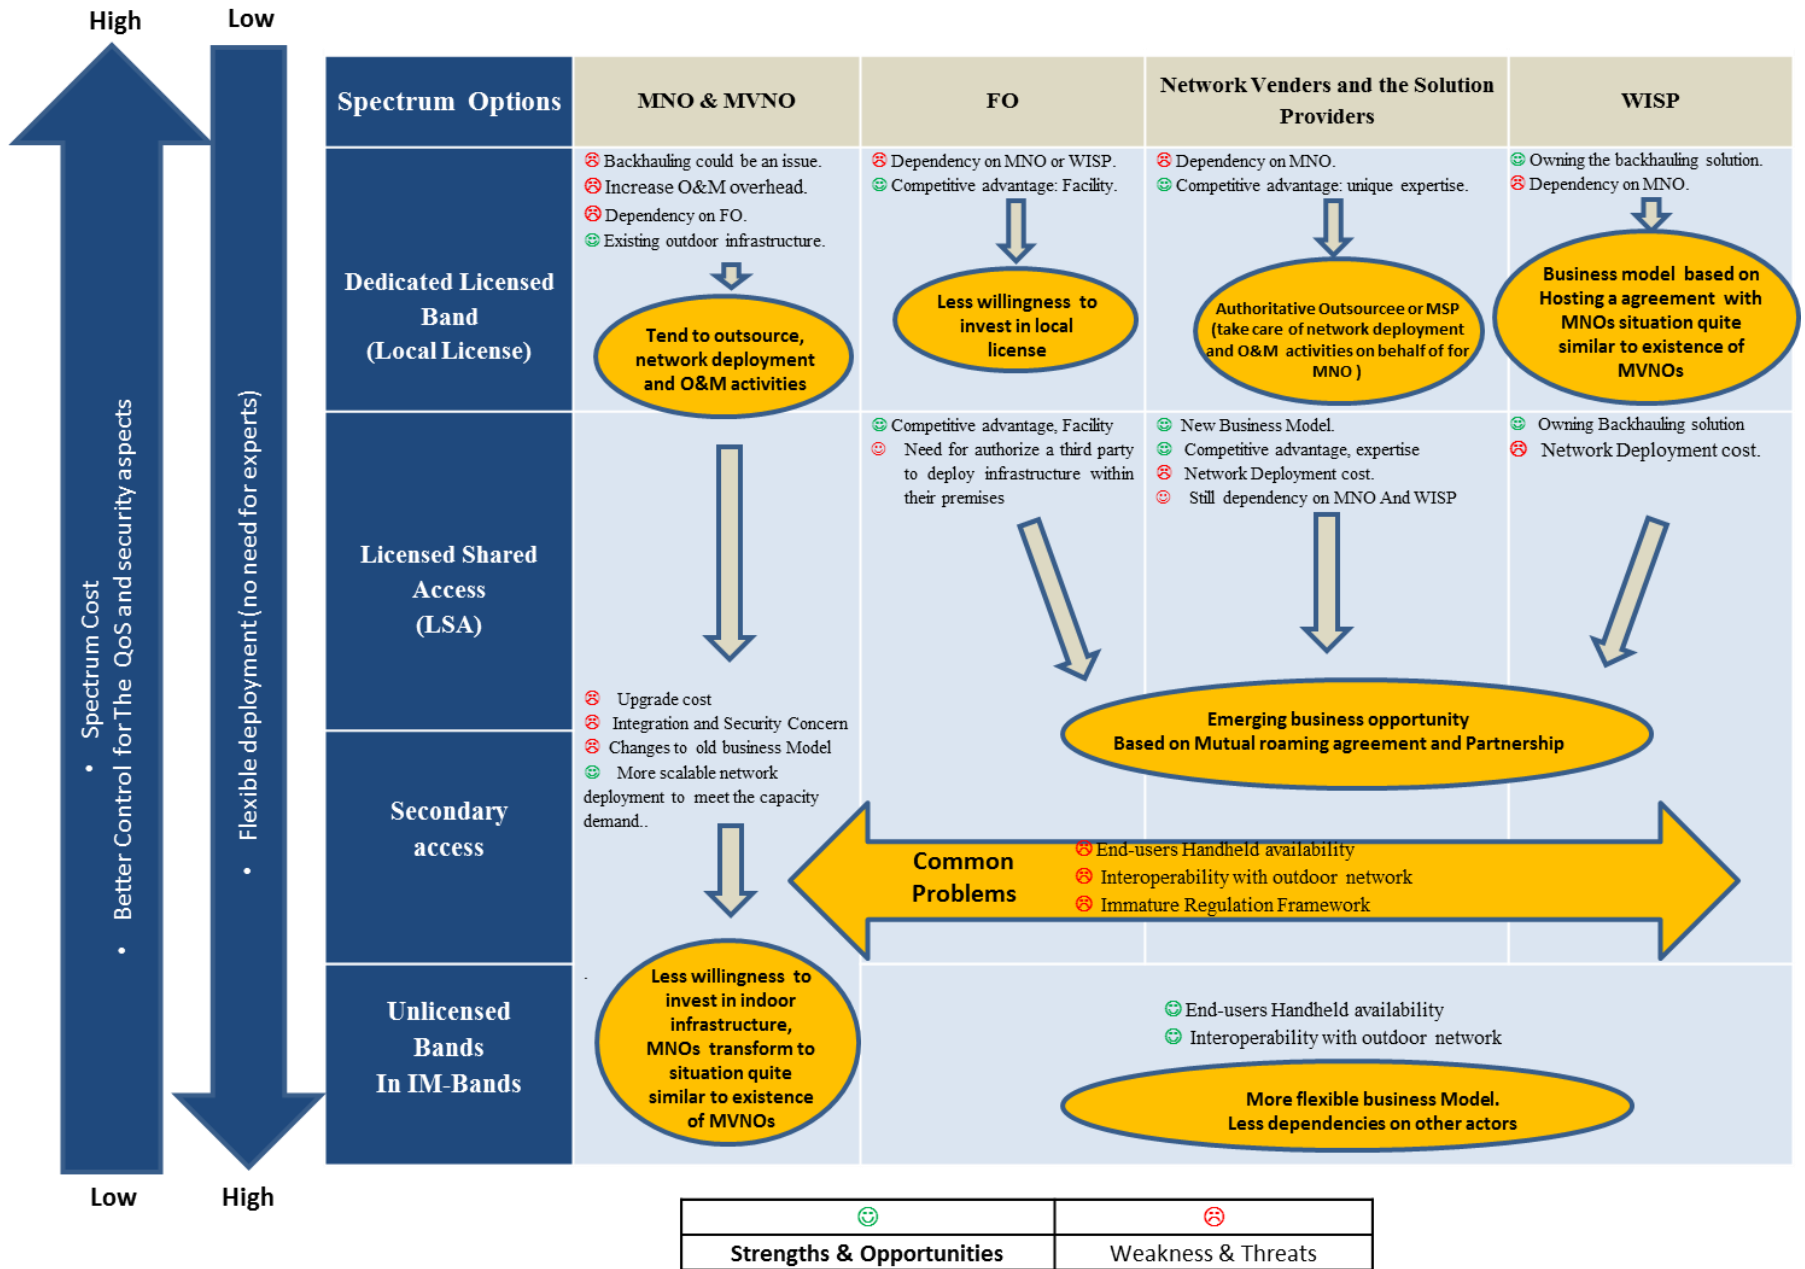 High
Low
Spectrum Options
MNO & MVNO
FO
Network Venders and the Solution
Providers
WISP
Dedicated Licensed
Band
(Local License)
Backhauling could be an issue.
Increase O&M overhead.
Dependency on FO.
Existing outdoor infrastructure.
Tend to outsource,
network deployment
and O&M activities
Dependency on MNO or WISP.
Competitive advantage: Facility.
Less willingness to
invest in local
license
Dependency on MNO.
Competitive advantage: unique expertise.
Authoritative Outsourcee or MSP
(take care of network deployment
and O&M activities on behalf of for
MNO )
Owning the backhauling solution.
Dependency on MNO.
Business model based on
Hosting a agreement with
MNOs situation quite
similar to existence of
MVNOs
Licensed Shared
Access
(LSA)
Competitive advantage, Facility
Need for authorize a third party
to deploy infrastructure within
their premises
New Business Model.
Competitive advantage, expertise
Network Deployment cost.
Still dependency on MNO And WISP
Owning Backhauling solution
Network Deployment cost.
Upgrade cost
Integration and Security Concern
Changes to old business Model
More scalable network
deployment to meet the capacity
demand..
Emerging business opportunity
Based on Mutual roaming agreement and Partnership
Secondary
access
Common
Problems
End-users Handheld availability
Interoperability with outdoor network
Immature Regulation Framework
Unlicensed
Bands
In IM-Bands
.
Less willingness to
invest in indoor
infrastructure,
MNOs transform to
situation quite
similar to existence
of MVNOs
End-users Handheld availability
Interoperability with outdoor network
More flexible business Model.
Less dependencies on other actors
• Spectrum Cost
• Better Control for The QoS and security aspects
• Flexible deployment (no need for experts)
Low
High
Strengths & Opportunities
Weakness & Threats